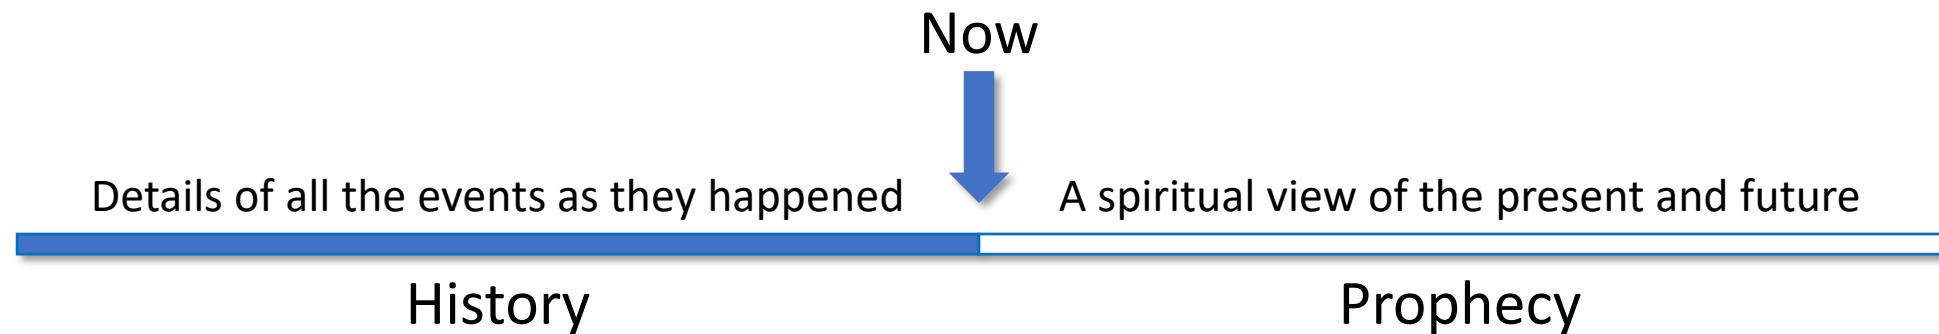 Now
Details of all the events as they happened
A spiritual view of the present and future
History
Prophecy